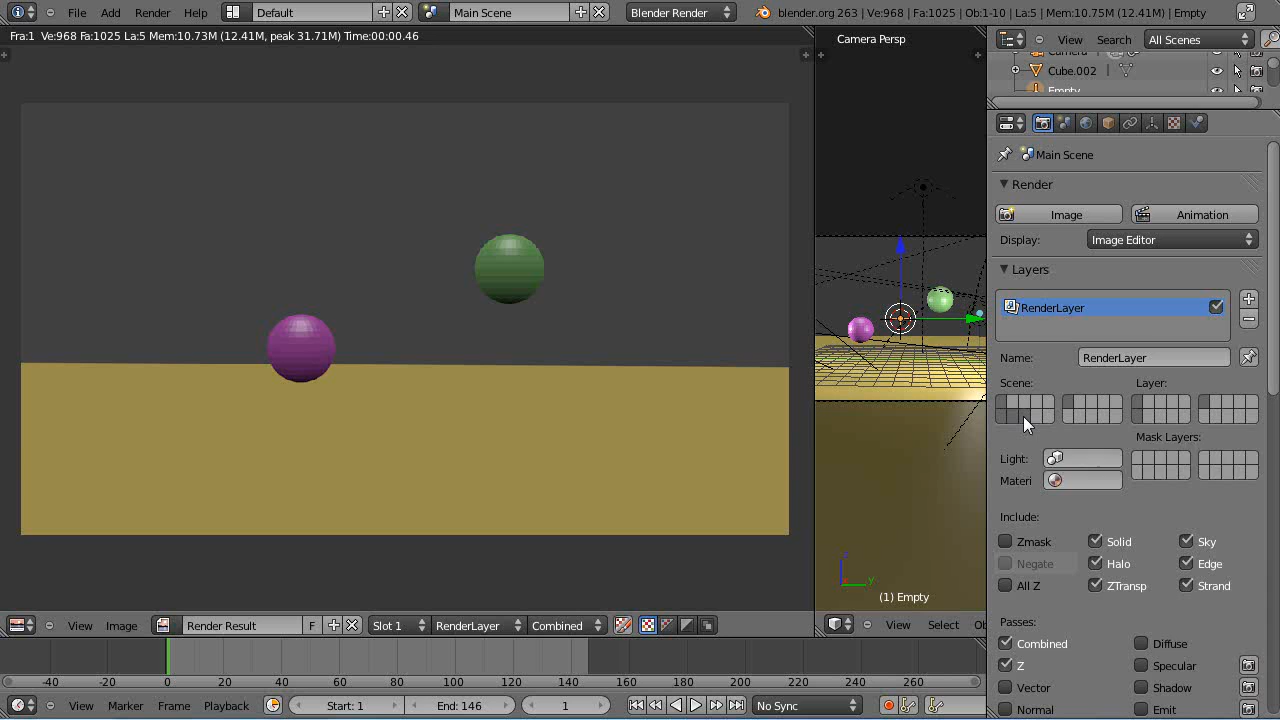 File Add Render Help Default Main Scene Blender Render blender.org 263 | Ve:968 | Fa:1025 | Ob:1-10 | La:5 | Mem:10.75M (12.41M) | Empty
Fra:1 Ve:968 Fa:1025 La:5 Mem:10.73M (12.41M, peak 31.71M) Time:00:00.46
Camera Persp
View Search All Scenes
Camera
Cube.002
Empty
Main Scene
Render
Image Animation
Display: Image Editor
Layers
RenderLayer
Name: RenderLayer
Scene: Layer:
Mask Layers:
Light:
Materi
Include:
Zmask Solid Sky
Negate Halo Edge
All Z ZTransp Strand
Passes:
Combined Diffuse
Z Specular
Vector Shadow
Normal Emit
z
y
(1) Empty
View Image Render Result F Slot 1 RenderLayer Combined
View Select Ob
-40 -20 0 20 40 60 80 100 120 140 160 180 200 220 240 260
View Marker Frame Playback Start: 1 End: 146 1 No Sync